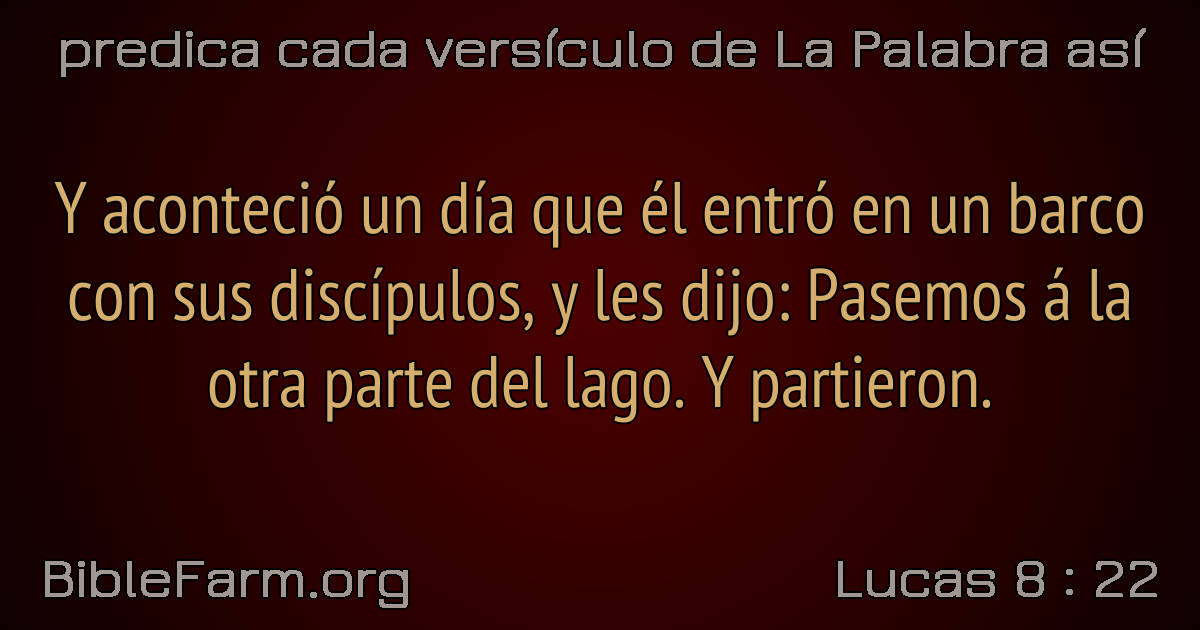 predica cada versículo de La Palabra así
Y aconteció un día que él entró en un barco
con sus discípulos, y les dijo: Pasemos á la
otra parte del lago. Y partieron.
BibleFarm.org
Lucas 8 : 22